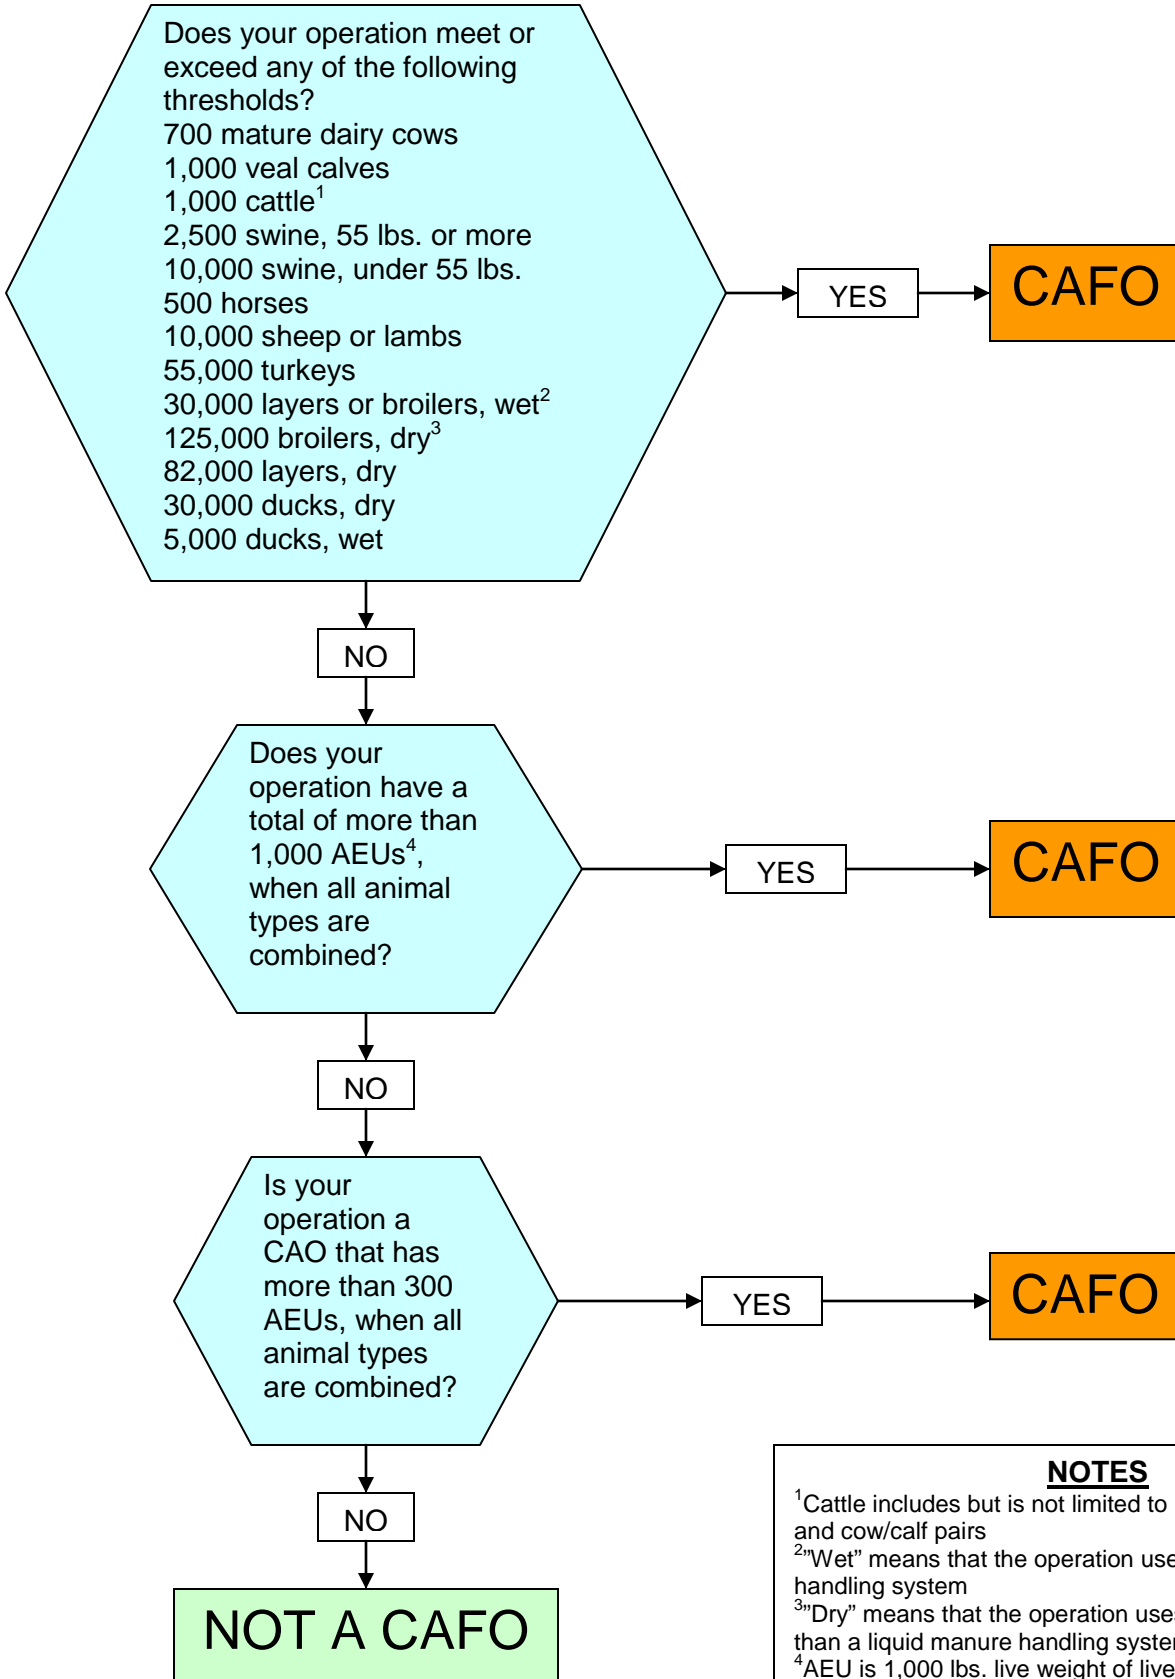 Does your operation meet or
exceed any of the following
thresholds?
700 mature dairy cows
1,000 veal calves
1,000 cattle¹
2,500 swine, 55 lbs. or more
10,000 swine, under 55 lbs.
500 horses
10,000 sheep or lambs
55,000 turkeys
30,000 layers or broilers, wet²
125,000 broilers, dry³
82,000 layers, dry
30,000 ducks, dry
5,000 ducks, wet
YES
CAFO
NO
Does your
operation have a
total of more than
1,000 AEUs⁴,
when all animal
types are
combined?
YES
CAFO
NO
Is your
operation a
CAO that has
more than 300
AEUs, when all
animal types
are combined?
YES
CAFO
NO
NOT A CAFO
NOTES
¹Cattle includes but is not limited to
and cow/calf pairs
²”Wet” means that the operation
handling system
³”Dry” means that the operation
than a liquid manure handling
⁴AEU is 1,000 lbs. live weight of